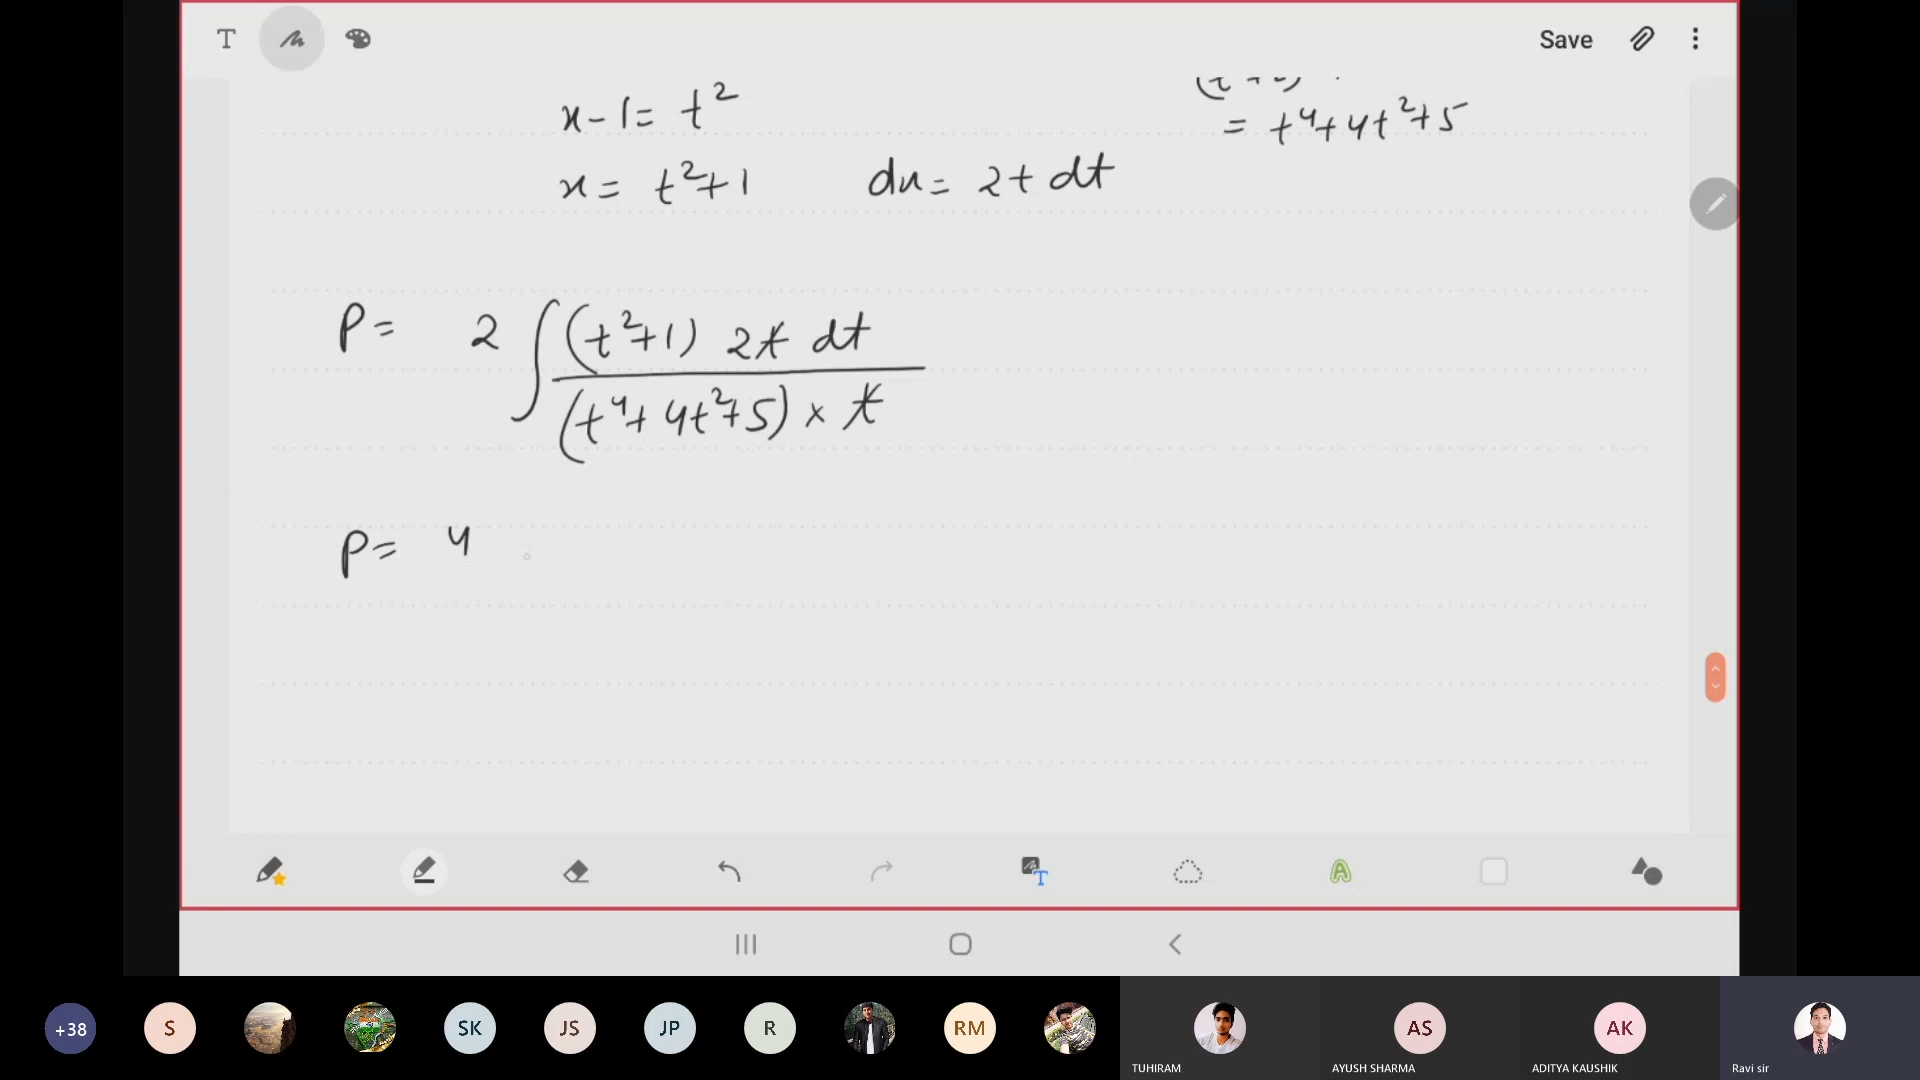 T
Save
x-1= t²
= t⁴+4t²+5
x= t²+1 dx= 2t dt
P= 2 ∫ (t²+1) 2t dt
(t⁴+4t²+5) × t
P= 4
T
A
+38 S SK JS JP R RM AS AK
TUHIRAM AYUSH SHARMA ADITYA KAUSHIK Ravi sir